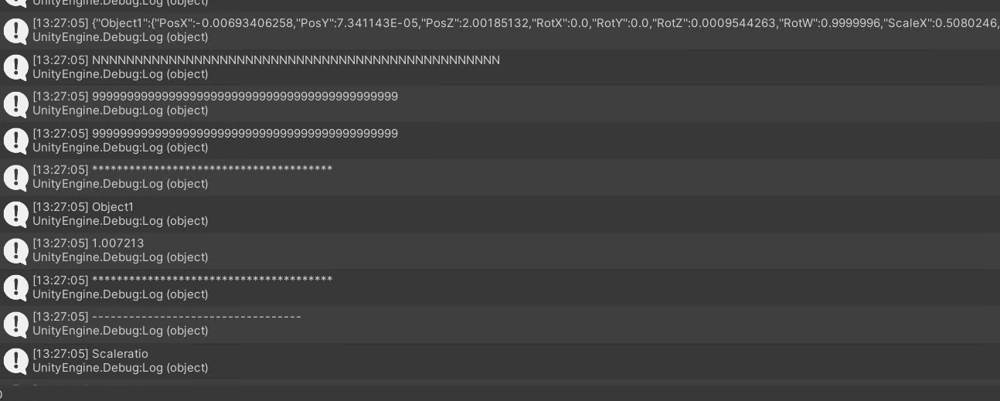 UnityEngine.Debug:Log (object)
[13:27:05] {"Object1":{"PosX":-0.00693406258,"PosY":7.341143E-05,"PosZ":2.00185132,"RotX":0.0,"RotY":0.0,"RotZ":0.0009544263,"RotW":0.9999996,"ScaleX":0.5080246,
UnityEngine.Debug:Log (object)
[13:27:05] NNNNNNNNNNNNNNNNNNNNNNNNNNNNNNNNNNNNNNNNNNNNNNNN
UnityEngine.Debug:Log (object)
[13:27:05] 99999999999999999999999999999999999999999999
UnityEngine.Debug:Log (object)
[13:27:05] 99999999999999999999999999999999999999999999
UnityEngine.Debug:Log (object)
[13:27:05] ***************************************
UnityEngine.Debug:Log (object)
[13:27:05] Object1
UnityEngine.Debug:Log (object)
[13:27:05] 1.007213
UnityEngine.Debug:Log (object)
[13:27:05] ***************************************
UnityEngine.Debug:Log (object)
[13:27:05] ----------------------------------
UnityEngine.Debug:Log (object)
[13:27:05] Scaleratio
UnityEngine.Debug:Log (object)